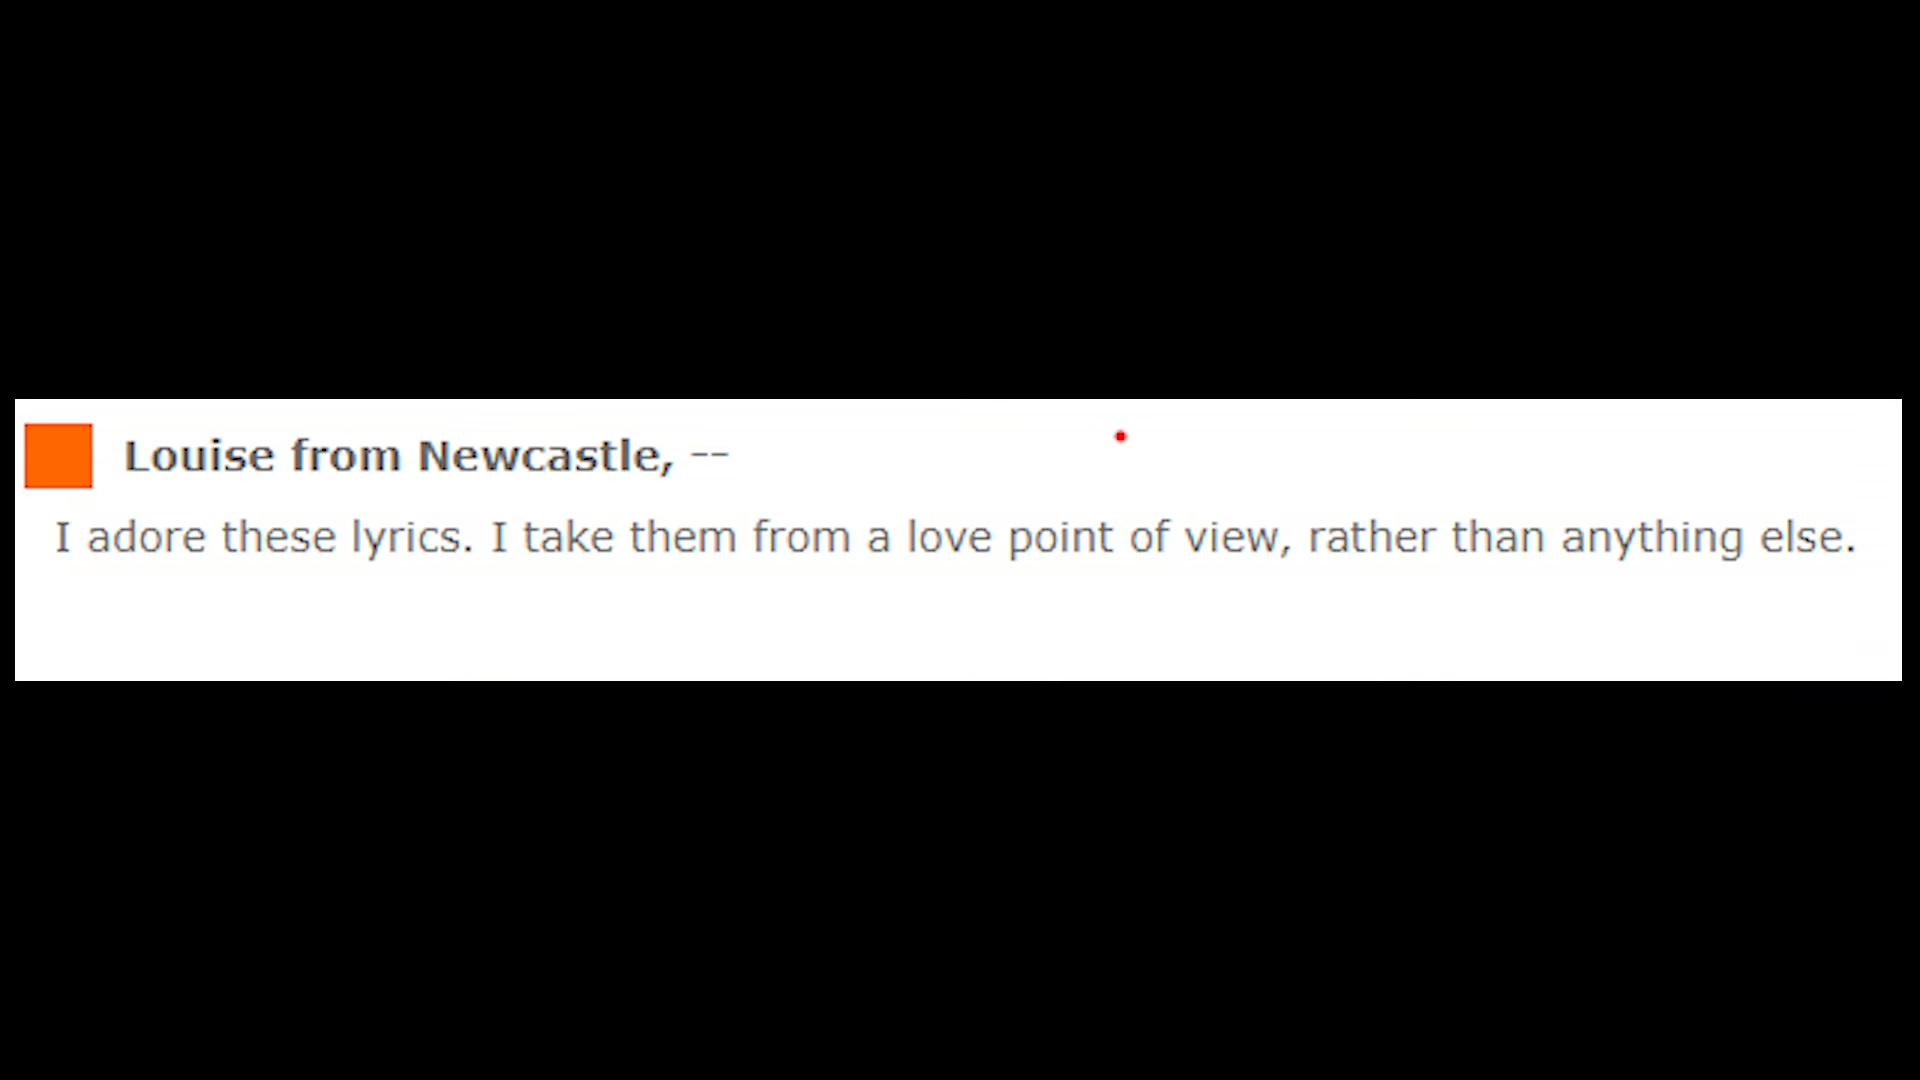 Louise from Newcastle, --
I adore these lyrics. I take them from a love point of view, rather than anything else.